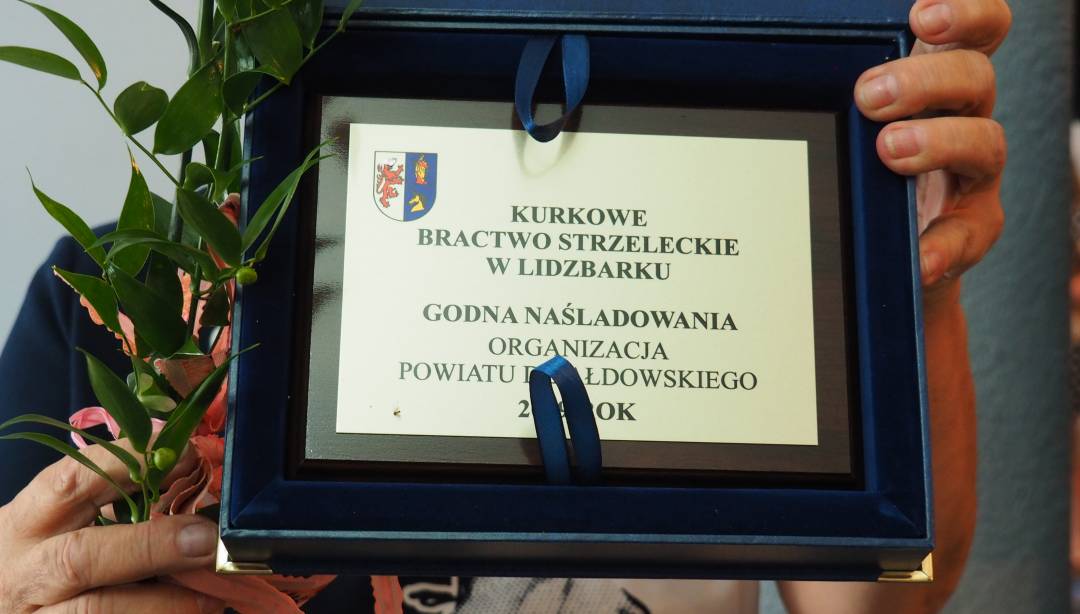 KURKOWE
BRACTWO STRZELECKIE
W LIDZBARKU
GODNA NAŚLADOWANIA
ORGANIZACJA
POWIATU